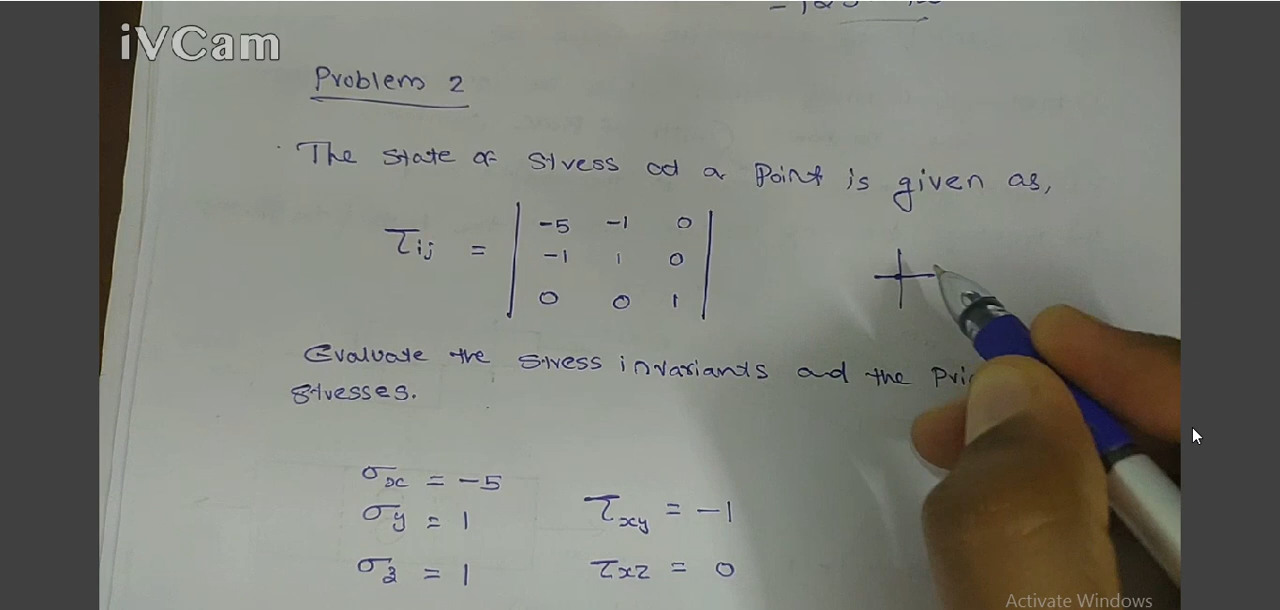 iVCam
Problem 2
The State of Stress at a Point is given as,
τij = | -5 -1 0 |
| -1 1 0 |
| 0 0 1 |
Evaluate the Stress invariants and the
Stresses.
σx = -5
σy = 1
τxy = -1
σz = 1
τxz = 0
Activate Windows